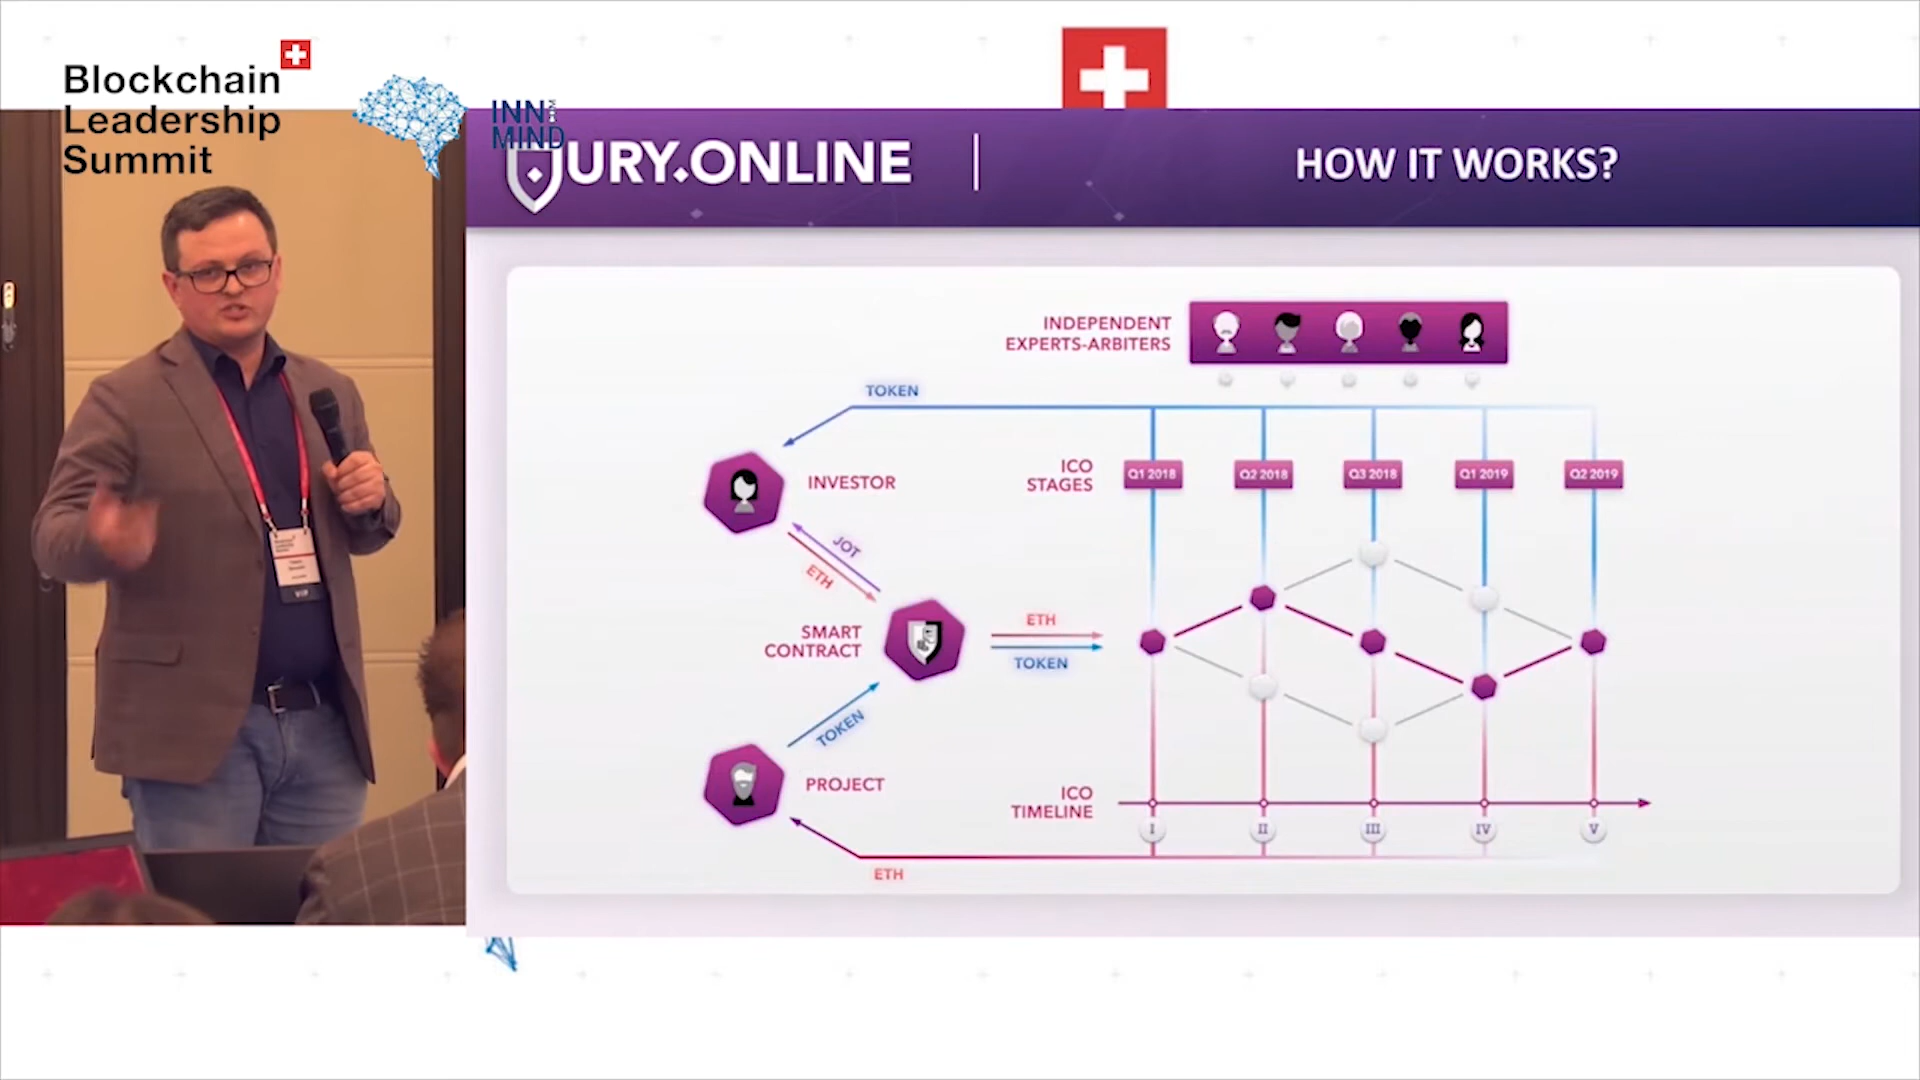 Blockchain
Leadership
Summit
INN
MIND
.COM
JURY.ONLINE
HOW IT WORKS?
INDEPENDENT
EXPERTS-ARBITERS
TOKEN
INVESTOR
ICO
STAGES
Q1 2018
Q2 2018
Q3 2018
Q1 2019
Q2 2019
JOT
ETH
SMART
CONTRACT
ETH
TOKEN
TOKEN
PROJECT
ICO
TIMELINE
I
II
III
IV
V
ETH
VIP